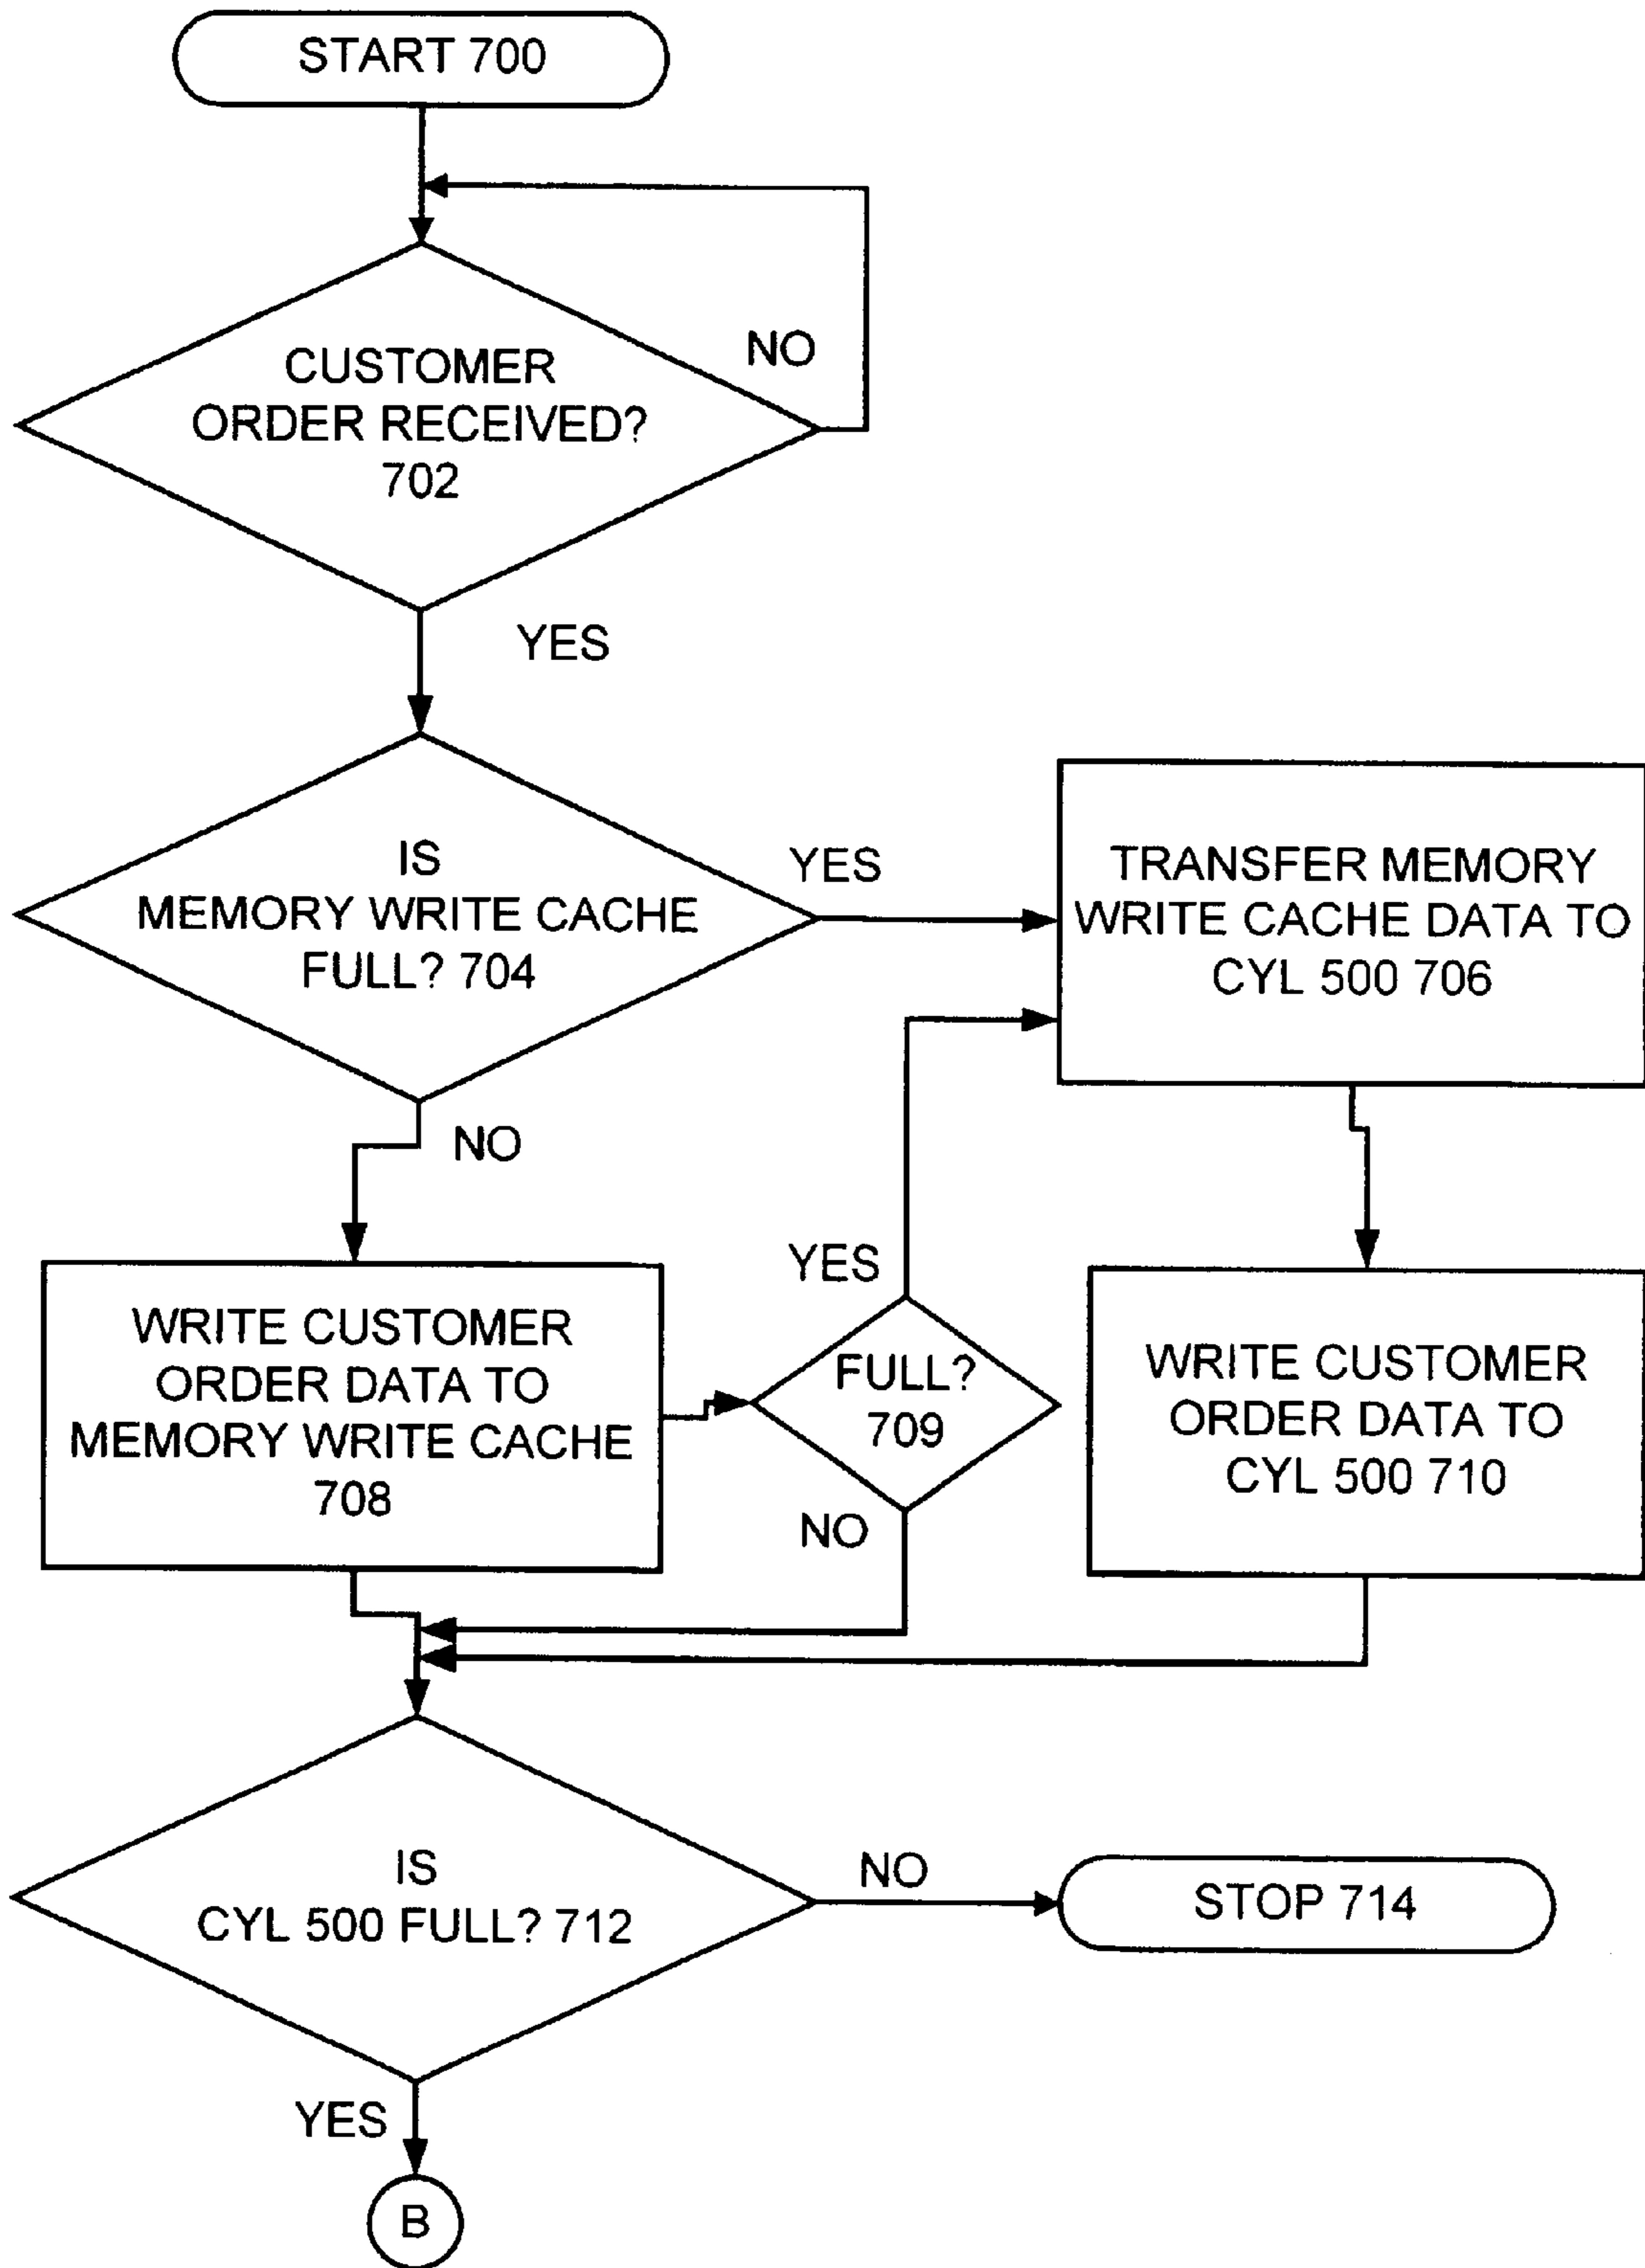 START 700
CUSTOMER
ORDER RECEIVED?
702
NO
YES
IS
MEMORY WRITE CACHE
FULL? 704
YES
NO
TRANSFER MEMORY
WRITE CACHE DATA TO
CYL 500 706
WRITE CUSTOMER
ORDER DATA TO
MEMORY WRITE CACHE
708
YES
FULL?
709
NO
WRITE CUSTOMER
ORDER DATA TO
CYL 500 710
IS
CYL 500 FULL? 712
NO
STOP 714
YES
B